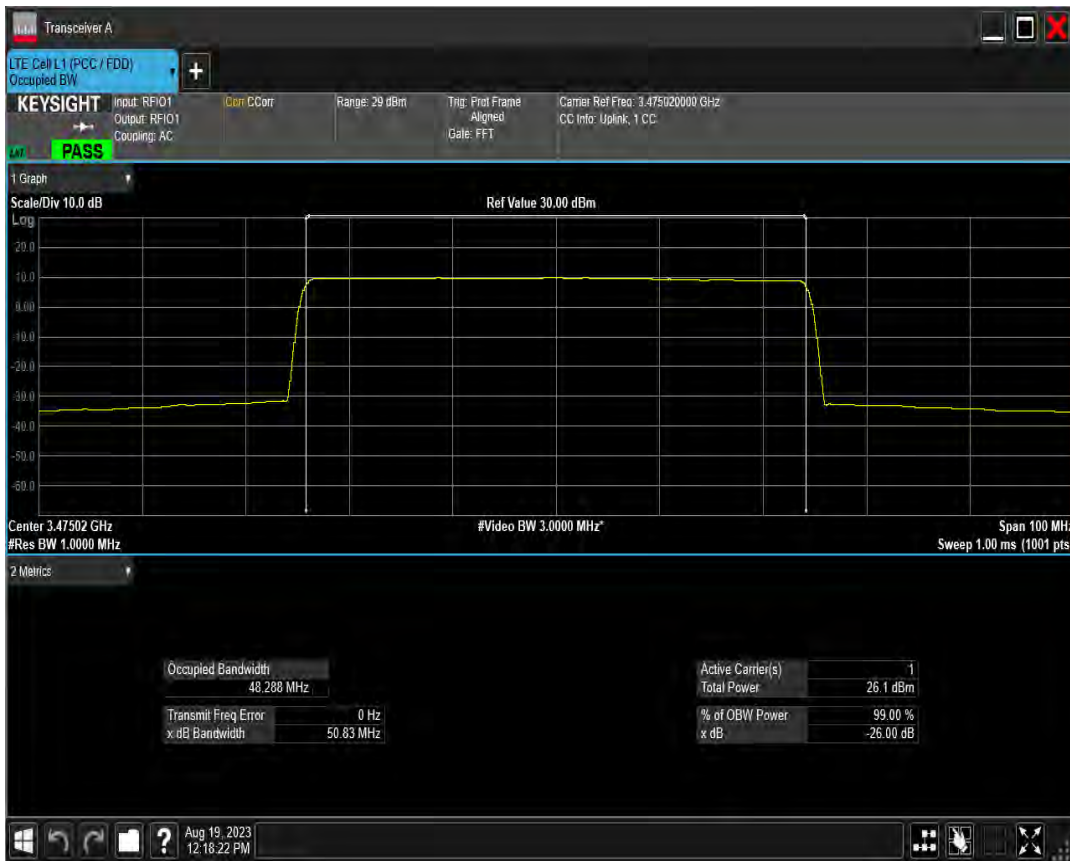 Transceiver A
LTE Cell L1 (PCC / FDD)
Occupied BW
+
KEYSIGHT
Input: RFIO1
Output: RFIO1
Coupling: AC
Corr CCorr
Range: 29 dBm
Trig: Prot Frame
Aligned
Gate: FFT
Carrier Ref Freq: 3.475020000 GHz
CC Info: Uplink, 1 CC
PASS
1 Graph
Scale/Div 10.0 dB
Ref Value 30.00 dBm
Log
20.0
10.0
0.00
-10.0
-20.0
-30.0
-40.0
-50.0
-60.0
Center 3.47502 GHz
#Video BW 3.0000 MHz*
Span 100 MHz
#Res BW 1.0000 MHz
Sweep 1.00 ms (1001 pts
2 Metrics
Occupied Bandwidth
48.288 MHz
Transmit Freq Error 0 Hz
x dB Bandwidth 50.83 MHz
Active Carrier(s) 1
Total Power 26.1 dBm
% of OBW Power 99.00 %
x dB -26.00 dB
?
Aug 19, 2023
12:18:22 PM